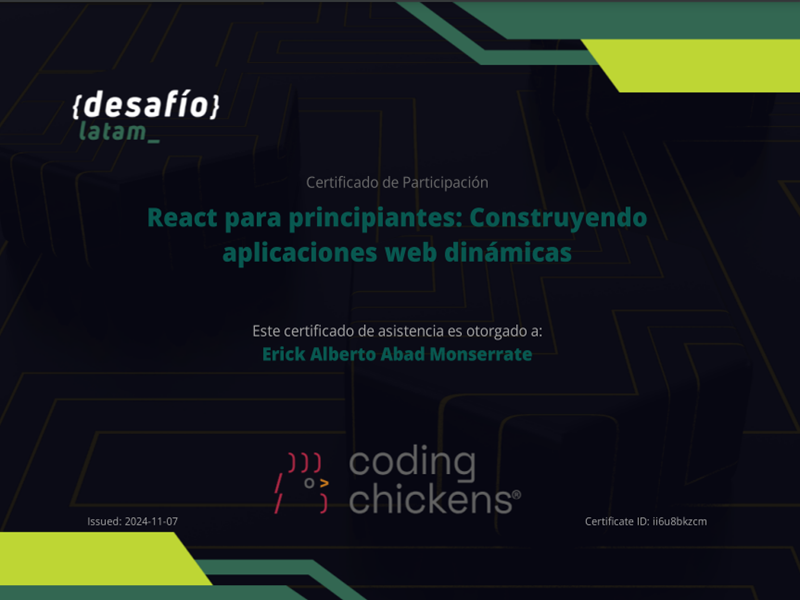 {desafío}
latam_
Certificado de Participación
React para principiantes: Construyendo
aplicaciones web dinámicas
Este certificado de asistencia es otorgado a:
Erick Alberto Abad Monserrate
coding
chickens®
Issued: 2024-11-07
Certificate ID: ii6u8bkzcm